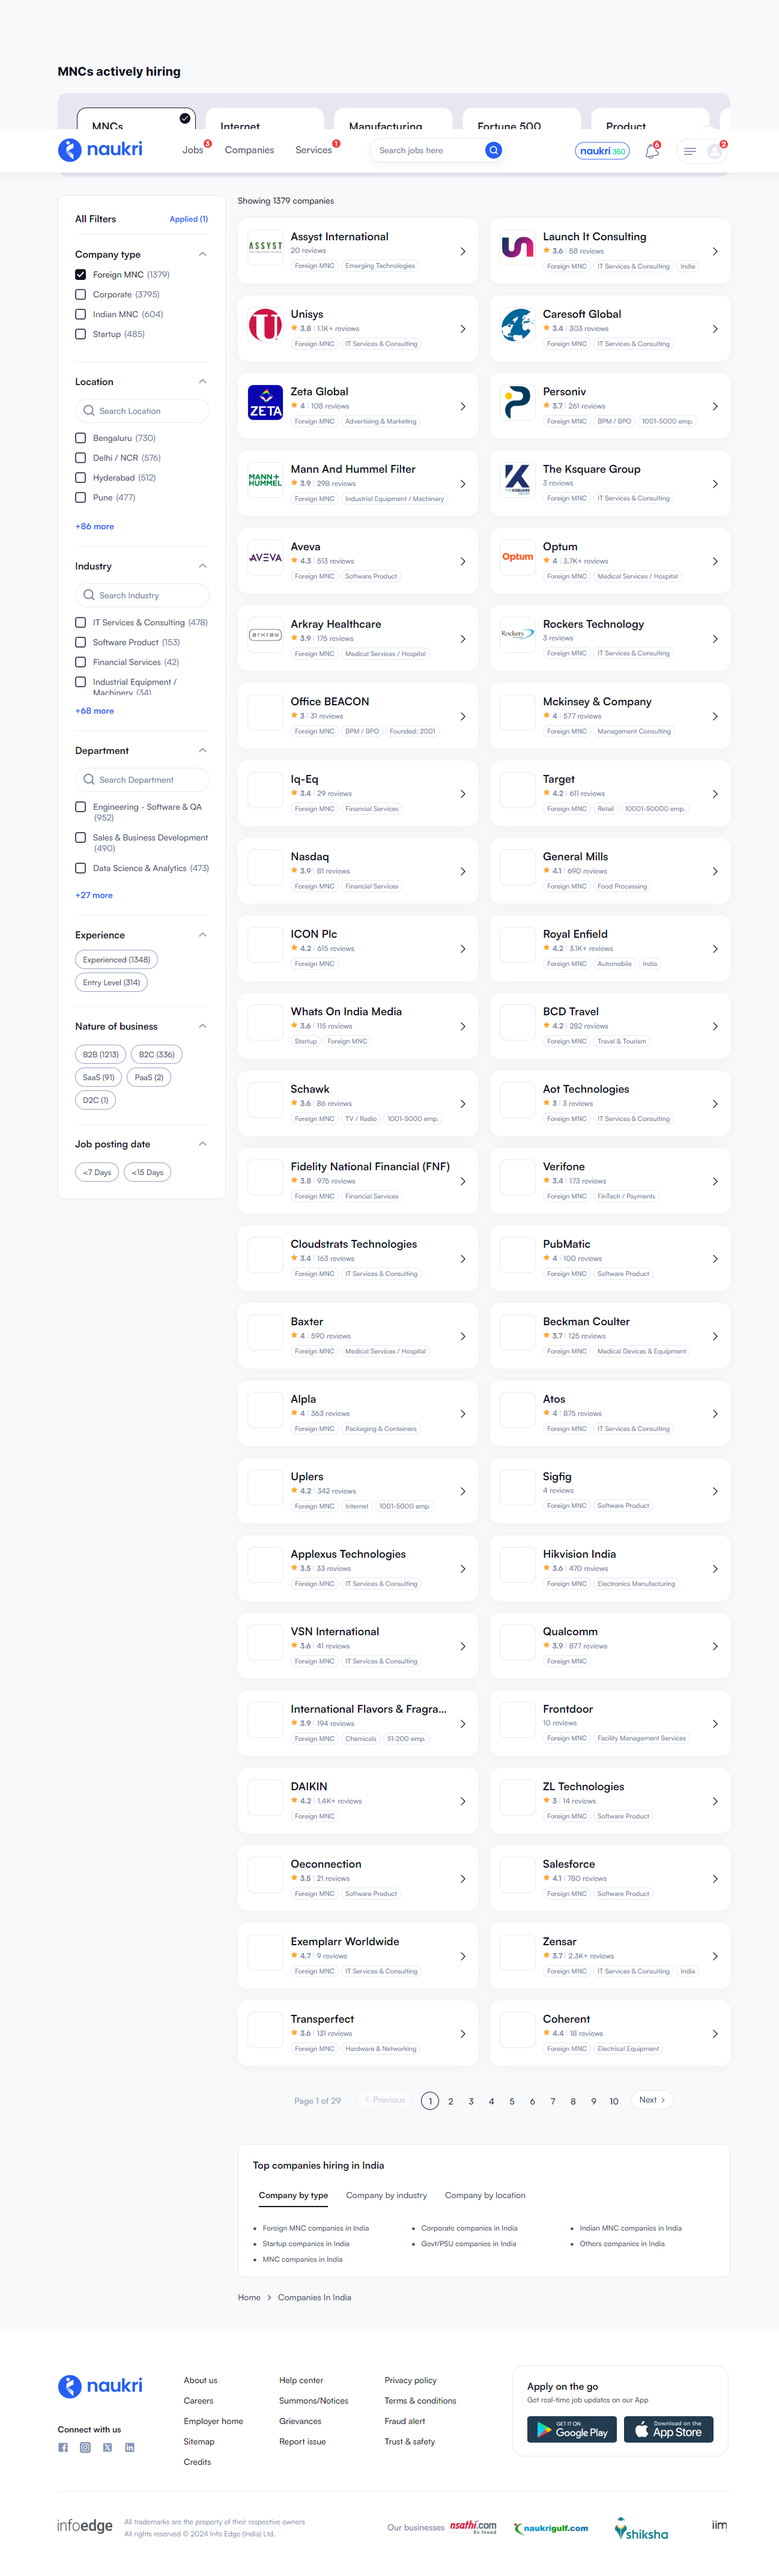 MNCs actively hiring
MNCs
Internet
Manufacturing
Fortune 500
Product
naukri
Jobs 3
Companies
Services 1
Search jobs here
naukri 360
6
2
All Filters
Applied (1)
Company type
Foreign MNC (1379)
Corporate (3795)
Indian MNC (604)
Startup (485)
Location
Search Location
Bengaluru (730)
Delhi / NCR (576)
Hyderabad (512)
Pune (477)
+86 more
Industry
Search Industry
IT Services & Consulting (478)
Software Product (153)
Financial Services (42)
Industrial Equipment /
Machinery (34)
+68 more
Department
Search Department
Engineering - Software & QA
(952)
Sales & Business Development
(490)
Data Science & Analytics (473)
+27 more
Experience
Experienced (1348)
Entry Level (314)
Nature of business
B2B (1213)
B2C (336)
SaaS (91)
PaaS (2)
D2C (1)
Job posting date
<7 Days
<15 Days
Showing 1379 companies
ASSYST
Assyst International
20 reviews
Foreign MNC
Emerging Technologies
Launch It Consulting
3.6 | 58 reviews
Foreign MNC
IT Services & Consulting
India
Unisys
3.8 | 1.1K+ reviews
Foreign MNC
IT Services & Consulting
Caresoft Global
3.4 | 303 reviews
Foreign MNC
IT Services & Consulting
ZETA
Zeta Global
4 | 108 reviews
Foreign MNC
Advertising & Marketing
Personiv
3.7 | 261 reviews
Foreign MNC
BPM / BPO
1001-5000 emp.
MANN+
HUMMEL
Mann And Hummel Filter
3.9 | 298 reviews
Foreign MNC
Industrial Equipment / Machinery
The Ksquare Group
3 reviews
Foreign MNC
IT Services & Consulting
AVEVA
Aveva
4.3 | 513 reviews
Foreign MNC
Software Product
Optum
Optum
4 | 3.7K+ reviews
Foreign MNC
Medical Services / Hospital
arkray
Arkray Healthcare
3.9 | 175 reviews
Foreign MNC
Medical Services / Hospital
Rockers
Rockers Technology
3 reviews
Foreign MNC
IT Services & Consulting
Office BEACON
3 | 31 reviews
Foreign MNC
BPM / BPO
Founded: 2001
Mckinsey & Company
4 | 577 reviews
Foreign MNC
Managament Consulting
Iq-Eq
3.4 | 29 reviews
Foreign MNC
Financial Services
Target
4.2 | 611 reviews
Foreign MNC
Retail
10001-50000 emp.
Nasdaq
3.9 | 81 reviews
Foreign MNC
Financial Services
General Mills
4.1 | 690 reviews
Foreign MNC
Food Processing
ICON Plc
4.2 | 615 reviews
Foreign MNC
Royal Enfield
4.2 | 3.1K+ reviews
Foreign MNC
Automobile
India
Whats On India Media
3.6 | 115 reviews
Startup
Foreign MNC
BCD Travel
4.2 | 282 reviews
Foreign MNC
Travel & Tourism
Schawk
3.6 | 86 reviews
Foreign MNC
TV / Radio
1001-5000 emp.
Aot Technologies
3 | 3 reviews
Foreign MNC
IT Services & Consulting
Fidelity National Financial (FNF)
3.8 | 975 reviews
Foreign MNC
Financial Services
Verifone
3.4 | 173 reviews
Foreign MNC
FinTech / Payments
Cloudstrats Technologies
3.4 | 163 reviews
Foreign MNC
IT Services & Consulting
PubMatic
4 | 100 reviews
Foreign MNC
Software Product
Baxter
4 | 590 reviews
Foreign MNC
Medical Services / Hospital
Beckman Coulter
3.7 | 125 reviews
Foreign MNC
Medical Devices & Equipment
Alpla
4 | 363 reviews
Foreign MNC
Packaging & Containers
Atos
4 | 875 reviews
Foreign MNC
IT Services & Consulting
Uplers
4.2 | 342 reviews
Foreign MNC
Internet
1001-5000 emp.
Sigfig
4 reviews
Foreign MNC
Software Product
Applexus Technologies
3.5 | 33 reviews
Foreign MNC
IT Services & Consulting
Hikvision India
3.6 | 470 reviews
Foreign MNC
Electronics Manufacturing
VSN International
3.6 | 41 reviews
Foreign MNC
IT Services & Consulting
Qualcomm
3.9 | 877 reviews
Foreign MNC
International Flavors & Fragra...
3.9 | 194 reviews
Foreign MNC
Chemicals
51-200 emp.
Frontdoor
10 reviews
Foreign MNC
Facility Management Services
DAIKIN
4.2 | 1.4K+ reviews
Foreign MNC
ZL Technologies
3 | 14 reviews
Foreign MNC
Software Product
Oeconnection
3.5 | 21 reviews
Foreign MNC
Software Product
Salesforce
4.1 | 780 reviews
Foreign MNC
Software Product
Exemplarr Worldwide
4.7 | 9 reviews
Foreign MNC
IT Services & Consulting
Zensar
3.7 | 2.3K+ reviews
Foreign MNC
IT Services & Consulting
India
Transperfect
3.6 | 131 reviews
Foreign MNC
Hardware & Networking
Coherent
4.4 | 18 reviews
Foreign MNC
Electrical Equipment
Page 1 of 29
Previous
1 2 3 4 5 6 7 8 9 10
Next
Top companies hiring in India
Company by type
Company by industry
Company by location
Foreign MNC companies in India
Corporate companies in India
Indian MNC companies in India
Startup companies in India
Govt/PSU companies in India
Others companies in India
MNC companies in India
Home > Companies In India
naukri
Connect with us
About us
Careers
Employer home
Sitemap
Credits
Help center
Summons/Notices
Grievances
Report issue
Privacy policy
Terms & conditions
Fraud alert
Trust & safety
Apply on the go
Get real-time job updates on our App
GET IT ON
Google Play
Download on the
App Store
infoedge
All trademarks are the property of their respective owners
All rights reserved © 2024 Info Edge (India) Ltd.
Our businesses
nsathi.com
Be found
naukrigulf.com
shiksha
iim